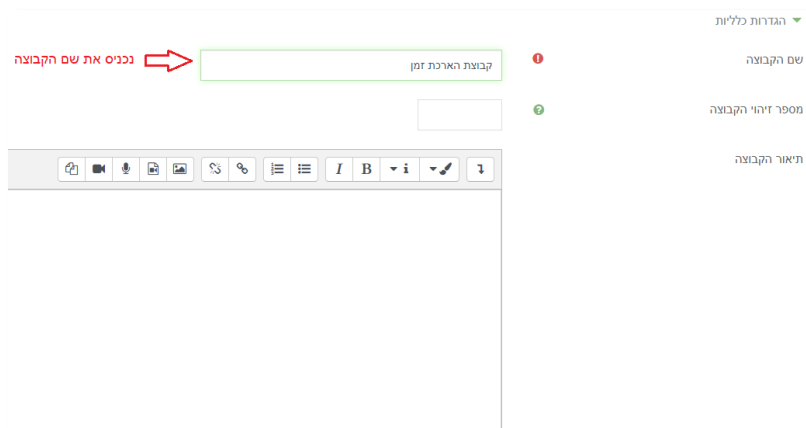 הגדרות כלליות
שם הקבוצה
קבוצת הארכת זמן
נכניס את שם הקבוצה
מספר זיהוי הקבוצה
תיאור הקבוצה